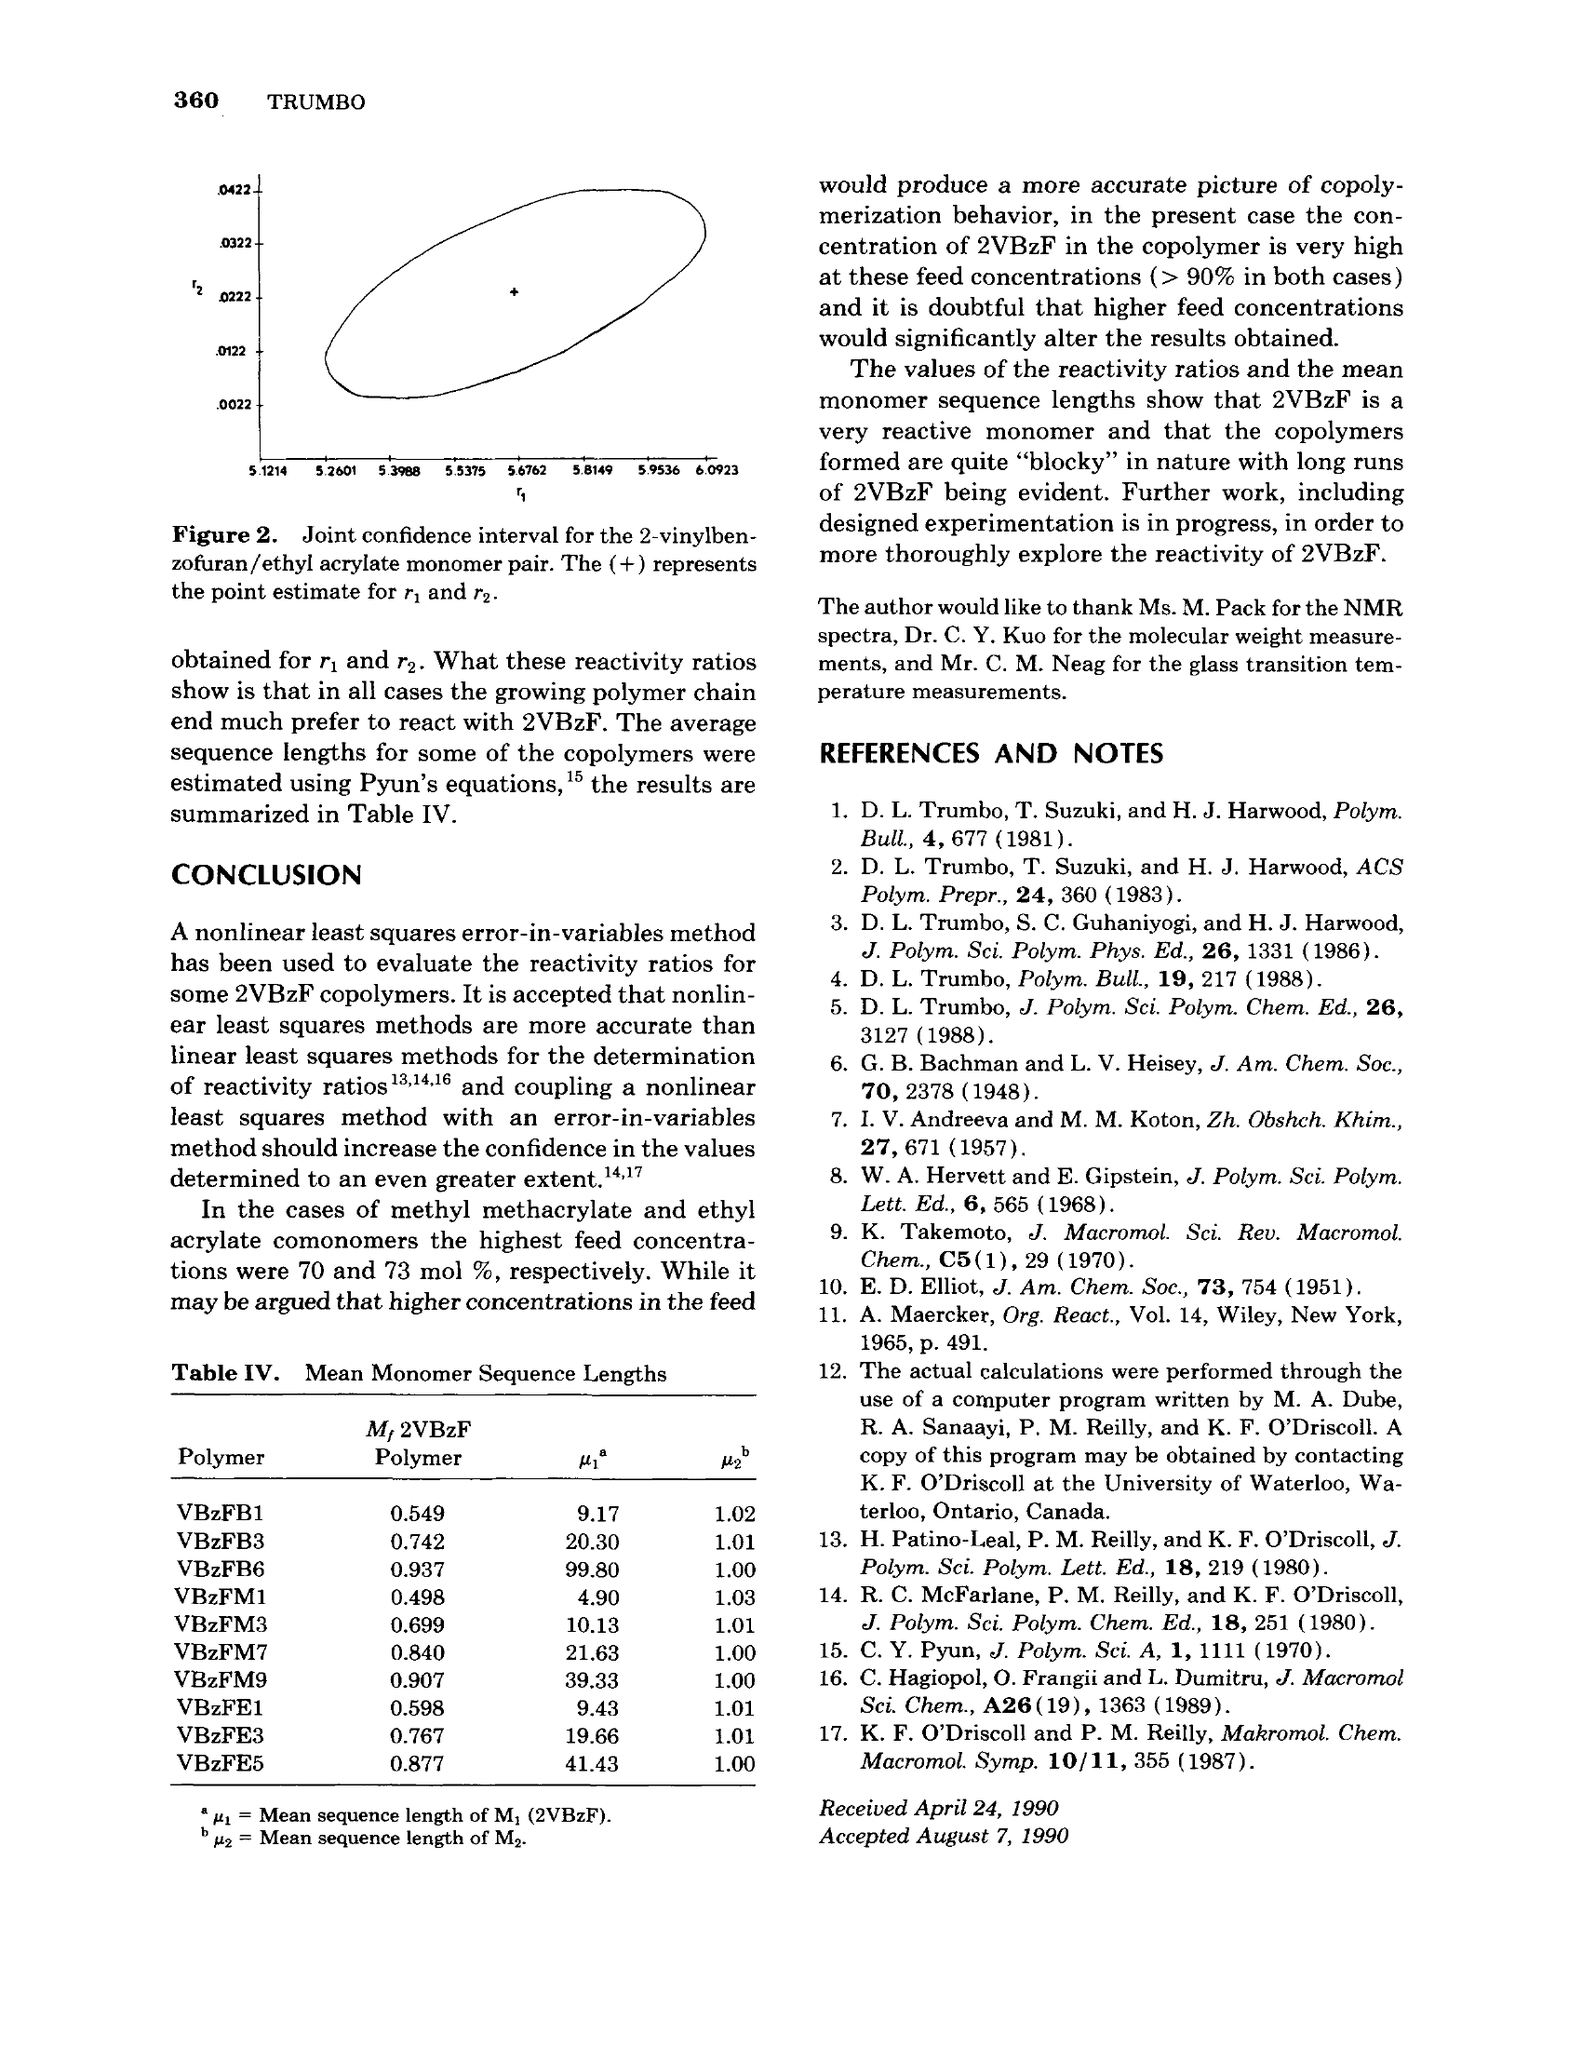 360 TRUMBO
.0422
.0322
r2 .0222
.0122
.0022
5.1214 5.2601 5.3988 5.5375 5.6762 5.8149 5.9536 6.0923
r1
Figure 2. Joint confidence interval for the 2-vinylben-
zofuran/ethyl acrylate monomer pair. The (+) represents
the point estimate for r1 and r2.
obtained for r1 and r2. What these reactivity ratios
show is that in all cases the growing polymer chain
end much prefer to react with 2VBzF. The average
sequence lengths for some of the copolymers were
estimated using Pyun's equations,15 the results are
summarized in Table IV.
CONCLUSION
A nonlinear least squares error-in-variables method
has been used to evaluate the reactivity ratios for
some 2VBzF copolymers. It is accepted that nonlin-
ear least squares methods are more accurate than
linear least squares methods for the determination
of reactivity ratios13,14,16 and coupling a nonlinear
least squares method with an error-in-variables
method should increase the confidence in the values
determined to an even greater extent.14,17
In the cases of methyl methacrylate and ethyl
acrylate comonomers the highest feed concentra-
tions were 70 and 73 mol %, respectively. While it
may be argued that higher concentrations in the feed
Table IV. Mean Monomer Sequence Lengths
Mf 2VBzF
Polymer Polymer μ1a μ2b
VBzFB1 0.549 9.17 1.02
VBzFB3 0.742 20.30 1.01
VBzFB6 0.937 99.80 1.00
VBzFM1 0.498 4.90 1.03
VBzFM3 0.699 10.13 1.01
VBzFM7 0.840 21.63 1.00
VBzFM9 0.907 39.33 1.00
VBzFE1 0.598 9.43 1.01
VBzFE3 0.767 19.66 1.01
VBzFE5 0.877 41.43 1.00
a μ1 = Mean sequence length of M1 (2VBzF).
b μ2 = Mean sequence length of M2.
would produce a more accurate picture of copoly-
merization behavior, in the present case the con-
centration of 2VBzF in the copolymer is very high
at these feed concentrations (> 90% in both cases)
and it is doubtful that higher feed concentrations
would significantly alter the results obtained.
The values of the reactivity ratios and the mean
monomer sequence lengths show that 2VBzF is a
very reactive monomer and that the copolymers
formed are quite "blocky" in nature with long runs
of 2VBzF being evident. Further work, including
designed experimentation is in progress, in order to
more thoroughly explore the reactivity of 2VBzF.
The author would like to thank Ms. M. Pack for the NMR
spectra, Dr. C. Y. Kuo for the molecular weight measure-
ments, and Mr. C. M. Neag for the glass transition tem-
perature measurements.
REFERENCES AND NOTES
1. D. L. Trumbo, T. Suzuki, and H. J. Harwood, Polym.
Bull., 4, 677 (1981).
2. D. L. Trumbo, T. Suzuki, and H. J. Harwood, ACS
Polym. Prepr., 24, 360 (1983).
3. D. L. Trumbo, S. C. Guhaniyogi, and H. J. Harwood,
J. Polym. Sci. Polym. Phys. Ed., 26, 1331 (1986).
4. D. L. Trumbo, Polym. Bull., 19, 217 (1988).
5. D. L. Trumbo, J. Polym. Sci. Polym. Chem. Ed., 26,
3127 (1988).
6. G. B. Bachman and L. V. Heisey, J. Am. Chem. Soc.,
70, 2378 (1948).
7. I. V. Andreeva and M. M. Koton, Zh. Obshch. Khim.,
27, 671 (1957).
8. W. A. Hervett and E. Gipstein, J. Polym. Sci. Polym.
Lett. Ed., 6, 565 (1968).
9. K. Takemoto, J. Macromol. Sci. Rev. Macromol.
Chem., C5(1), 29 (1970).
10. E. D. Elliot, J. Am. Chem. Soc., 73, 754 (1951).
11. A. Maercker, Org. React., Vol. 14, Wiley, New York,
1965, p. 491.
12. The actual calculations were performed through the
use of a computer program written by M. A. Dube,
R. A. Sanaayi, P. M. Reilly, and K. F. O'Driscoll. A
copy of this program may be obtained by contacting
K. F. O'Driscoll at the University of Waterloo, Wa-
terloo, Ontario, Canada.
13. H. Patino-Leal, P. M. Reilly, and K. F. O'Driscoll, J.
Polym. Sci. Polym. Lett. Ed., 18, 219 (1980).
14. R. C. McFarlane, P. M. Reilly, and K. F. O'Driscoll,
J. Polym. Sci. Polym. Chem. Ed., 18, 251 (1980).
15. C. Y. Pyun, J. Polym. Sci. A, 1, 1111 (1970).
16. C. Hagiopol, O. Frangii and L. Dumitru, J. Macromol
Sci. Chem., A26(19), 1363 (1989).
17. K. F. O'Driscoll and P. M. Reilly, Makromol. Chem.
Macromol. Symp. 10/11, 355 (1987).
Received April 24, 1990
Accepted August 7, 1990